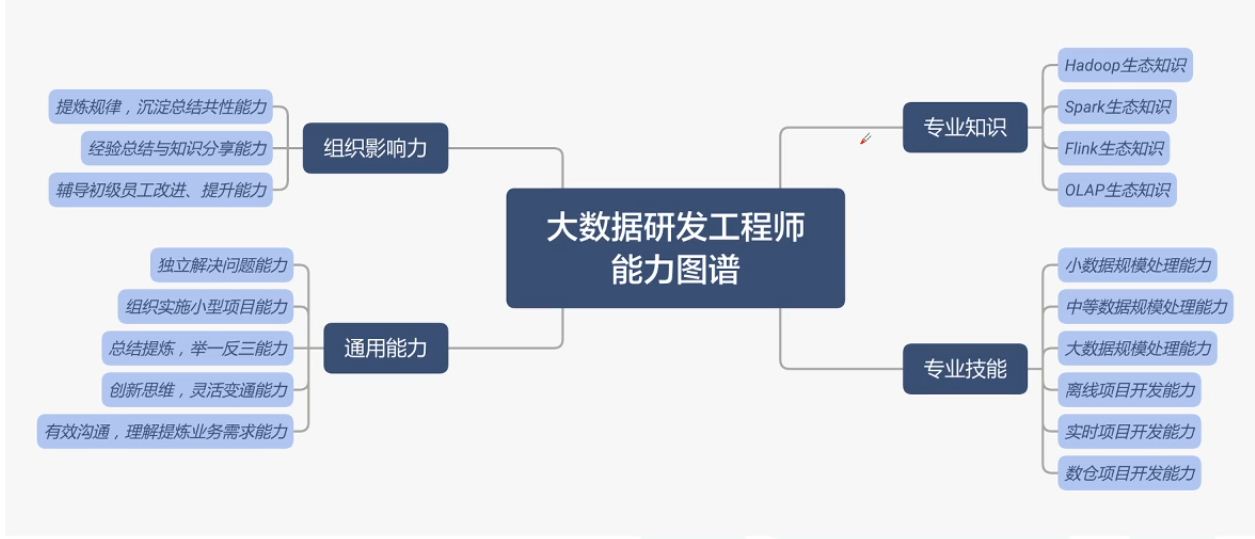 大数据研发工程师
能力图谱
组织影响力
提炼规律，沉淀总结共性能力
经验总结与知识分享能力
辅导初级员工改进、提升能力
通用能力
独立解决问题能力
组织实施小型项目能力
总结提炼，举一反三能力
创新思维，灵活变通能力
有效沟通，理解提炼业务需求能力
专业知识
Hadoop生态知识
Spark生态知识
Flink生态知识
OLAP生态知识
专业技能
小数据规模处理能力
中等数据规模处理能力
大数据规模处理能力
离线项目开发能力
实时项目开发能力
数仓项目开发能力